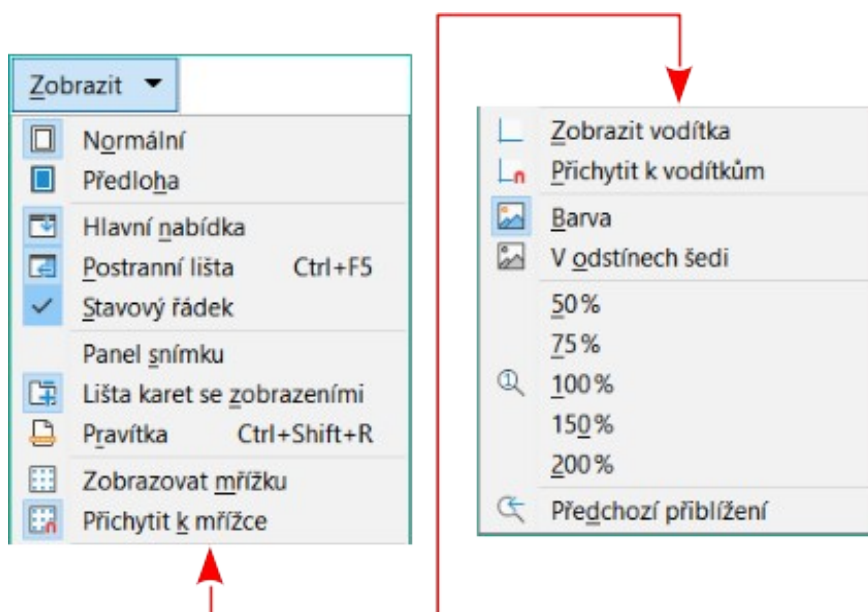 Zobrazit
Normální
Předloha
Hlavní nabídka
Postranní lišta Ctrl+F5
Stavový řádek
Panel snímku
Lišta karet se zobrazeními
Pravítka Ctrl+Shift+R
Zobrazovat mřížku
Přichytit k mřížce
Zobrazit vodítka
Přichytit k vodítkům
Barva
V odstínech šedi
50%
75%
100%
150%
200%
Předchozí přiblížení